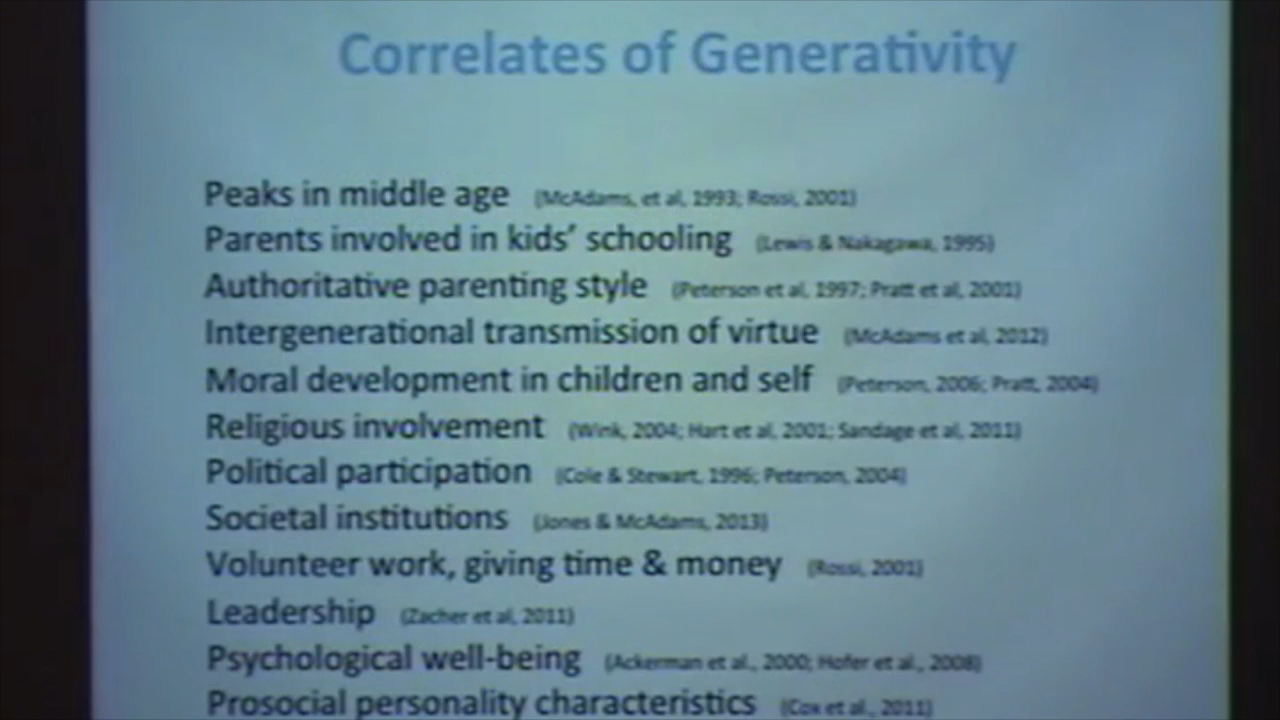 Correlates of Generativity
Peaks in middle age (McAdams, et al, 1993; Rossi, 2001)
Parents involved in kids’ schooling (Lewis & Nakagawa, 1995)
Authoritative parenting style (Peterson et al, 1997; Pratt et al, 2001)
Intergenerational transmission of virtue (McAdams et al, 2012)
Moral development in children and self (Peterson, 2006; Pratt, 2004)
Religious involvement (Wink, 2004; Hart et al, 2001; Sandage et al, 2011)
Political participation (Cole & Stewart, 1996; Peterson, 2004)
Societal institutions (Jones & McAdams, 2013)
Volunteer work, giving time & money (Rossi, 2001)
Leadership (Zacher et al, 2011)
Psychological well-being (Ackerman et al., 2000; Hofer et al., 2008)
Prosocial personality characteristics (Cox et al., 2011)